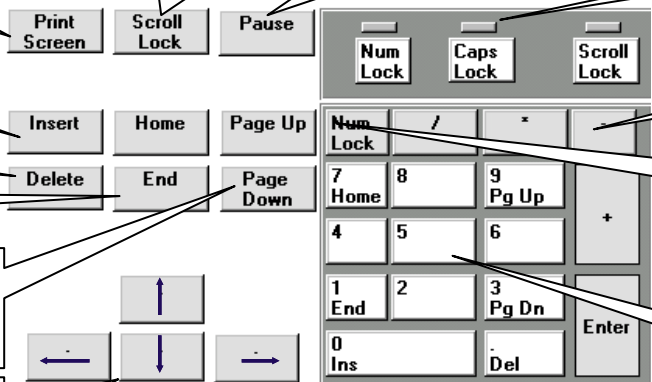 Print
Screen
Scroll
Lock
Pause
Num
Lock
Caps
Lock
Scroll
Lock
Insert
Home
Page Up
Num
Lock
/
*
-
Delete
End
Page
Down
7
Home
8
9
Pg Up
+
4
5
6
1
End
2
3
Pg Dn
Enter
0
Ins
.
Del